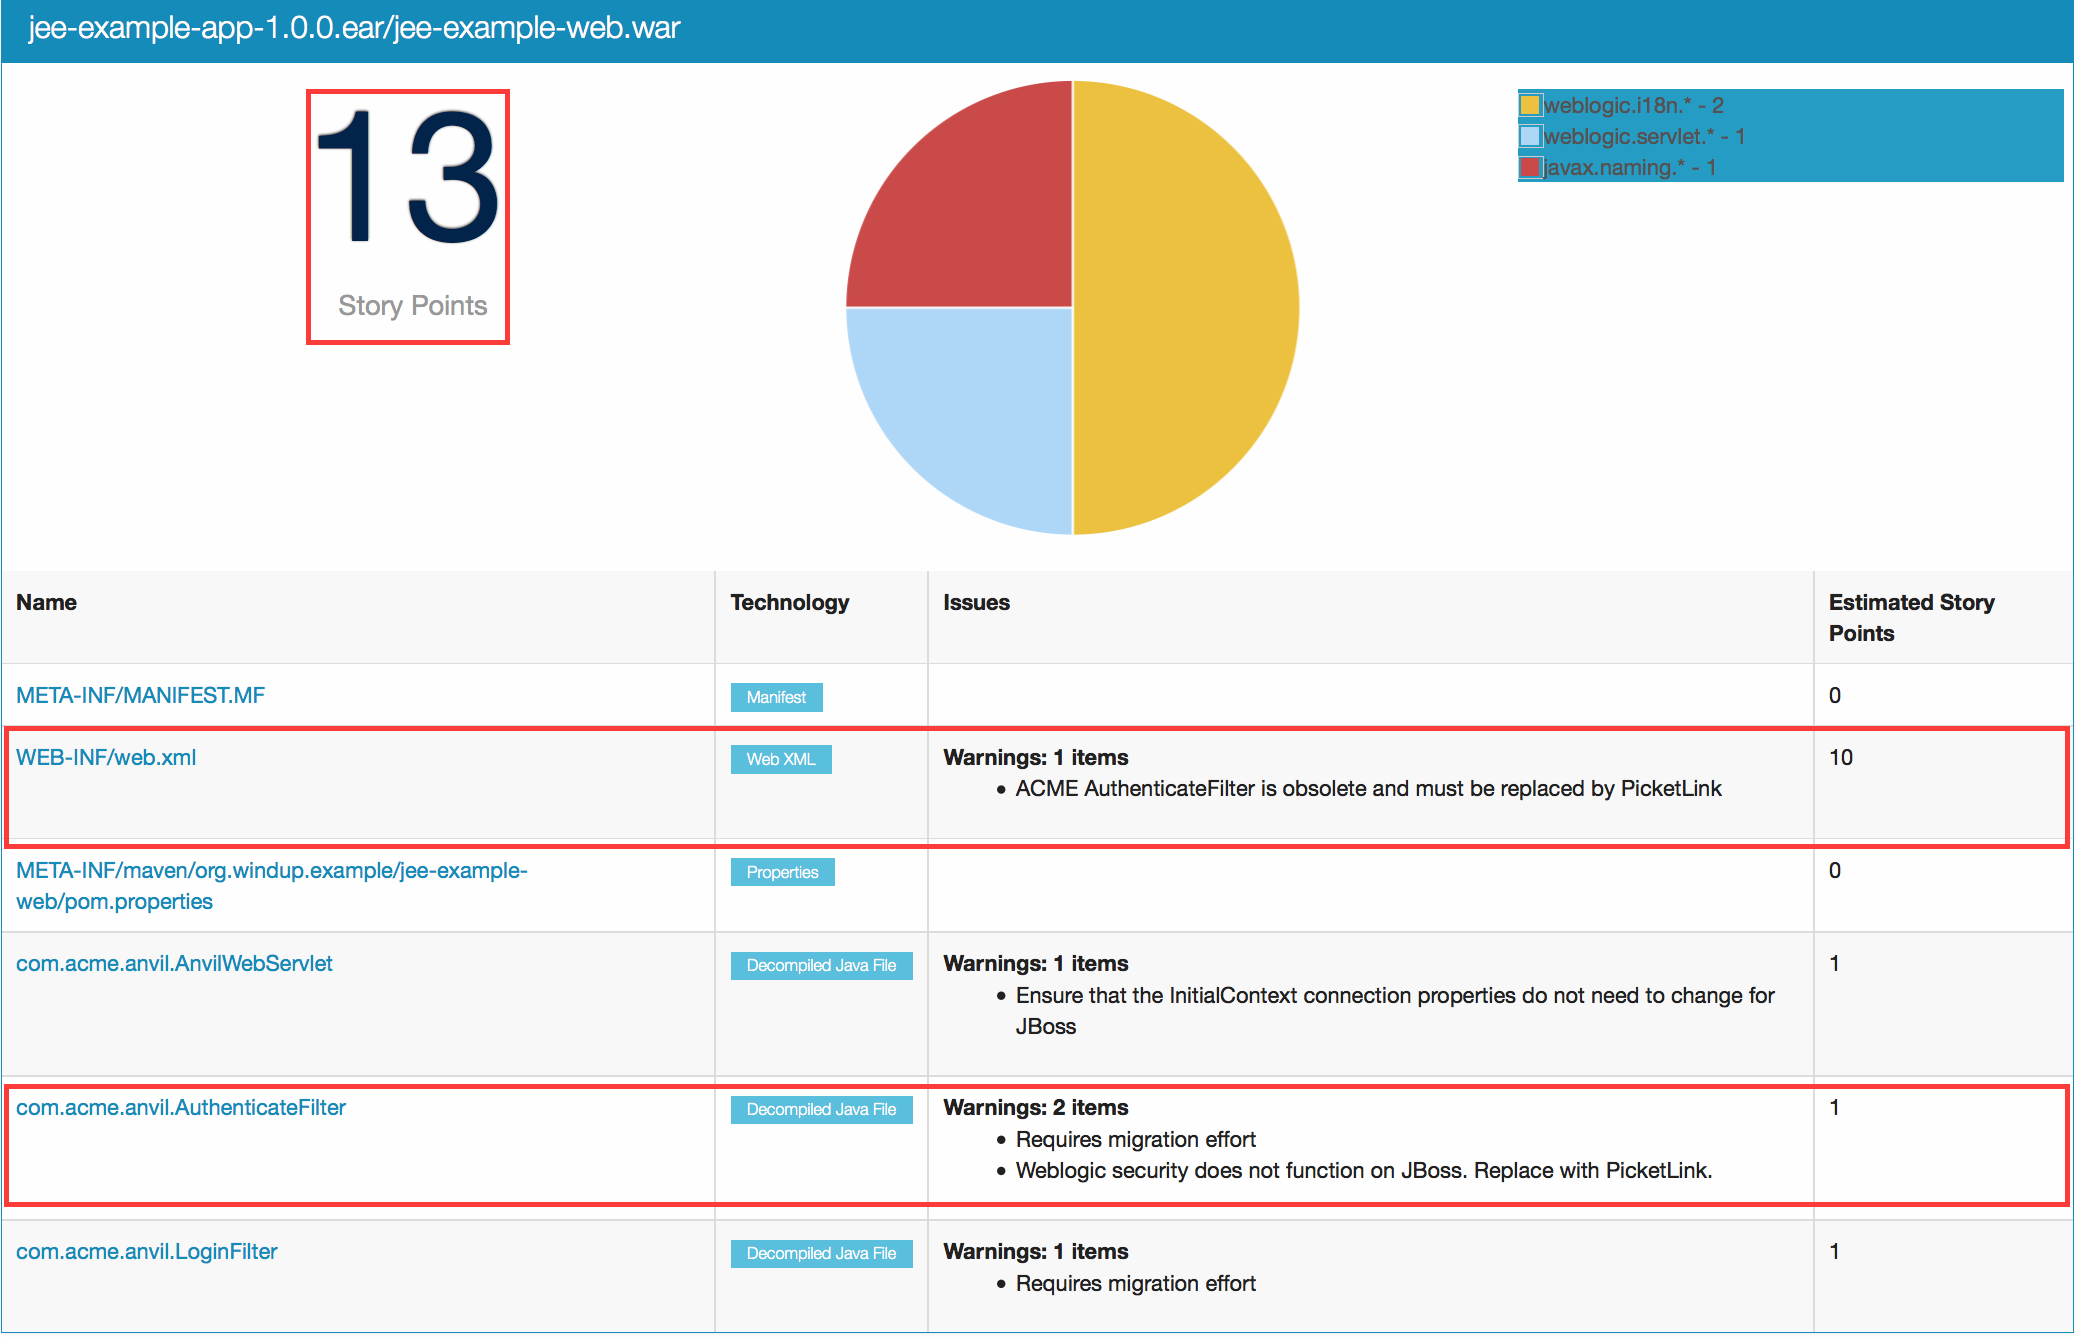 jee-example-app-1.0.0.ear/jee-example-web.war
13
Story Points
weblogic.i18n.* - 2
weblogic.servlet.* - 1
javax.naming.* - 1
Name Technology Issues Estimated Story
Points
META-INF/MANIFEST.MF Manifest 0
WEB-INF/web.xml Web XML Warnings: 1 items 10
• ACME AuthenticateFilter is obsolete and must be replaced by PicketLink
META-INF/maven/org.windup.example/jee-example- Properties 0
web/pom.properties
com.acme.anvil.AnvilWebServlet Decompiled Java File Warnings: 1 items 1
• Ensure that the InitialContext connection properties do not need to change for
JBoss
com.acme.anvil.AuthenticateFilter Decompiled Java File Warnings: 2 items 1
• Requires migration effort
• Weblogic security does not function on JBoss. Replace with PicketLink.
com.acme.anvil.LoginFilter Decompiled Java File Warnings: 1 items 1
• Requires migration effort